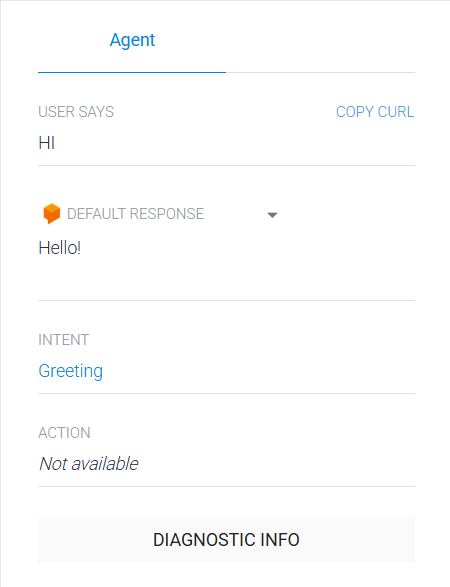 Agent
USER SAYS COPY CURL
HI
DEFAULT RESPONSE
Hello!
INTENT
Greeting
ACTION
Not available
DIAGNOSTIC INFO